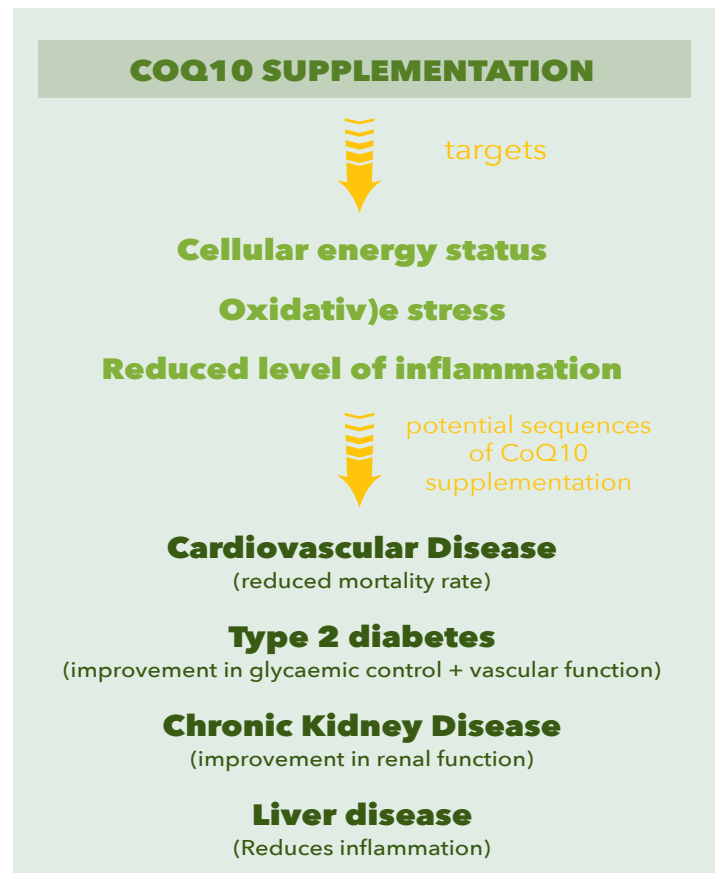 COQ10 SUPPLEMENTATION
targets
Cellular energy status
Oxidativ)e stress
Reduced level of inflammation
potential sequences
of CoQ10
supplementation
Cardiovascular Disease
(reduced mortality rate)
Type 2 diabetes
(improvement in glycaemic control + vascular function)
Chronic Kidney Disease
(improvement in renal function)
Liver disease
(Reduces inflammation)